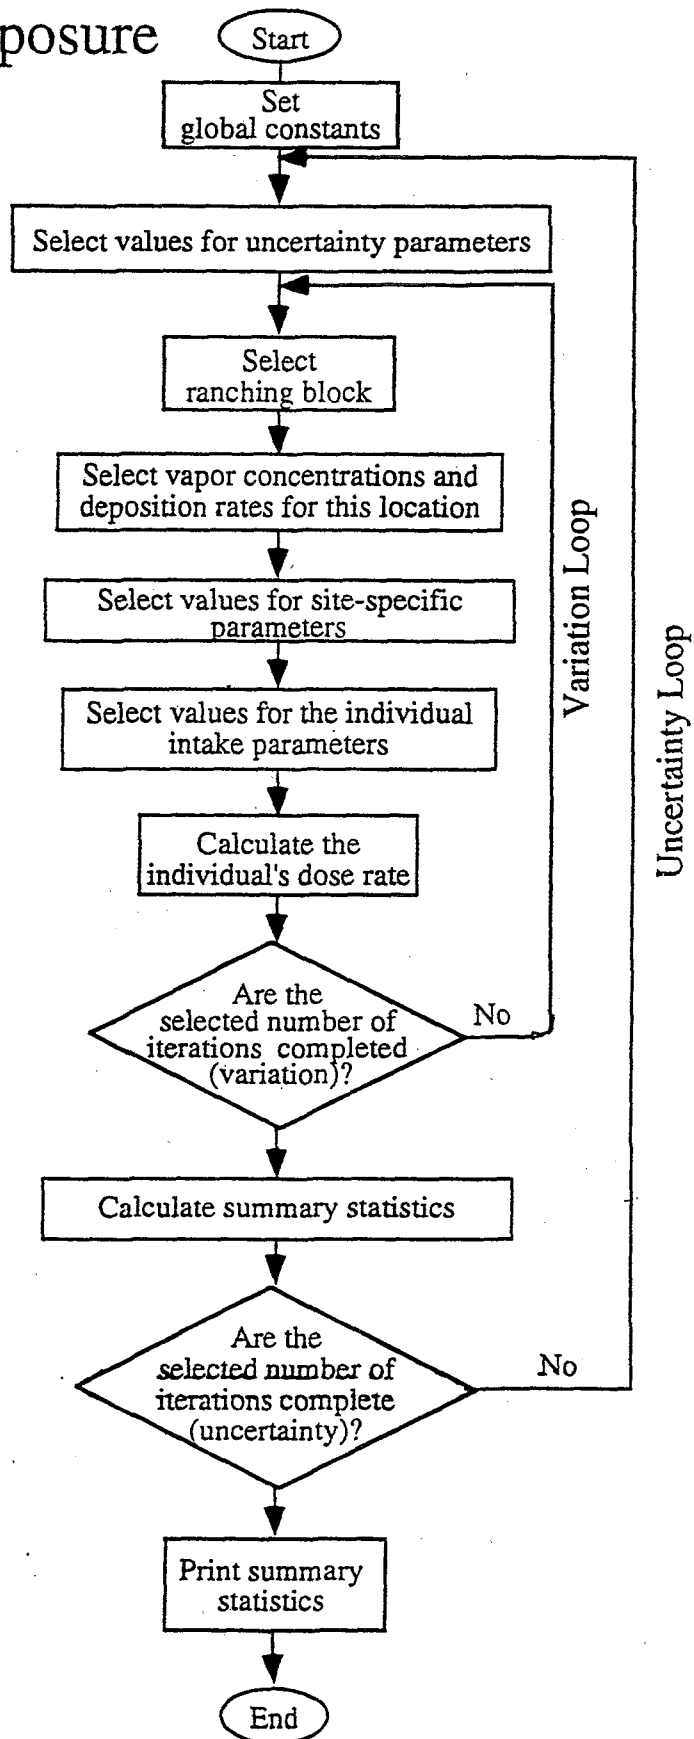 posure
Start
Set
global constants
Select values for uncertainty parameters
Select
ranching block
Select vapor concentrations and
deposition rates for this location
Select values for site-specific
parameters
Select values for the individual
intake parameters
Calculate the
individual's dose rate
Are the
selected number of
iterations completed
(variation)?
No
Variation Loop
Uncertainty Loop
Calculate summary statistics
Are the
selected number of
iterations complete
(uncertainty)?
No
Print summary
statistics
End